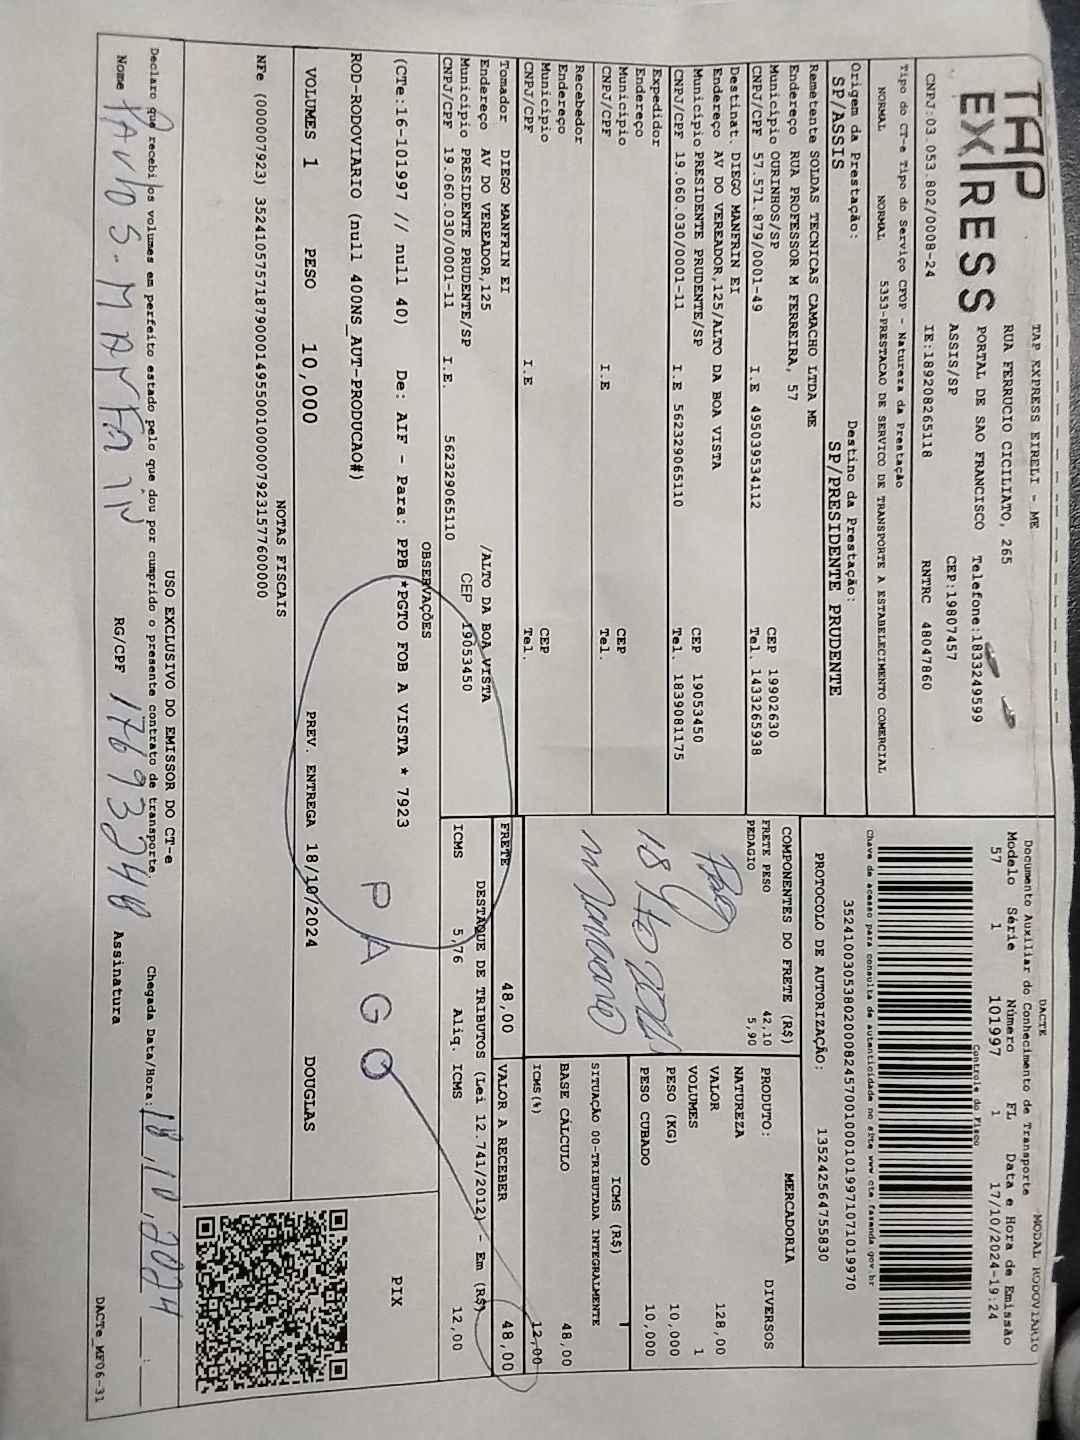 TAP
EXPRESS
TAP EXPRESS EIRELI - ME
RUA FERRUCIO CICILIATO, 265
PORTAL DE SAO FRANCISCO Telefone:1833249599
ASSIS/SP CEP:19807457
CNPJ:03.053.802/0008-24 IE:189208265118 RNTRC 48047860
Tipo do CT-e Tipo do Serviço CFOP - Natureza da Prestação
NORMAL NORMAL 5353-PRESTACAO DE SERVICO DE TRANSPORTE A ESTABELECIMENTO COMERCIAL
Origem da Prestação: Destino da Prestação:
SP/ASSIS SP/PRESIDENTE PRUDENTE
DACTE MODAL RODOVIARIO
Documento Auxiliar do Conhecimento de Transporte
Modelo Série Número FL Data e Hora de Emissão
57 1 101997 1 17/10/2024-19:24
Controle do Fisco
Chave de acesso para consulta de autenticidade no site www.cte.fazenda.gov.br
PROTOCOLO DE AUTORIZAÇÃO: 135242564755830
Remetente SOLDAS TECNICAS CAMACHO LTDA ME
Endereço RUA PROFESSOR M FERREIRA, 57
Município OURINHOS/SP CEP 19902630
CNPJ/CPF 57.571.879/0001-49 I.E 495039534112 Tel. 1433265938
Destinat. DIEGO MANFRIN EI
Endereço AV DO VEREADOR,125/ALTO DA BOA VISTA
Município PRESIDENTE PRUDENTE/SP CEP 19053450
CNPJ/CPF 19.060.030/0001-11 I.E 562329065110 Tel. 1839081175
Expedidor
Endereço
Município CEP
CNPJ/CPF I.E Tel.
Recebedor
Endereço
Município CEP
CNPJ/CPF I.E Tel.
Tomador DIEGO MANFRIN EI
Endereço AV DO VEREADOR,125 /ALTO DA BOA VISTA
Município PRESIDENTE PRUDENTE/SP CEP 19053450
CNPJ/CPF 19.060.030/0001-11 I.E. 562329065110
COMPONENTES DO FRETE (R$)
FRETE PESO 42,10
PEDAGIO 5,90
18/10/2024
FRETE 48,00
MERCADORIA
PRODUTO: DIVERSOS
NATUREZA
VALOR 128,00
VOLUMES 1
PESO (KG) 10,000
PESO CUBADO 10,000
ICMS (R$)
SITUAÇÃO 00-TRIBUTADA INTEGRALMENTE
BASE CÁLCULO 48,00
ICMS(%) 12,00
VALOR A RECEBER 48,00
DESTAQUE DE TRIBUTOS (Lei 12.741/2012) - Em (R$)
ICMS 5,76 Aliq. ICMS 12,00
OBSERVAÇÕES
(CTe:16-101997 // null 40) De: AIF - Para: PPB *PGTO FOB A VISTA * 7923
ROD-RODOVIARIO (null 400NS_AUT-PRODUCAO#)
PAGO
PIX
VOLUMES 1 PESO 10,000 PREV. ENTREGA 18/10/2024 DOUGLAS
NOTAS FISCAIS
USO EXCLUSIVO DO EMISSOR DO CT-e
Declaro que recebi os volumes em perfeito estado pelo que dou por cumprido o presente contrato de transporte. Chegada Data/Hora: 18,10,2024 __:__
Nome RG/CPF Assinatura
DACTe_MF06-31